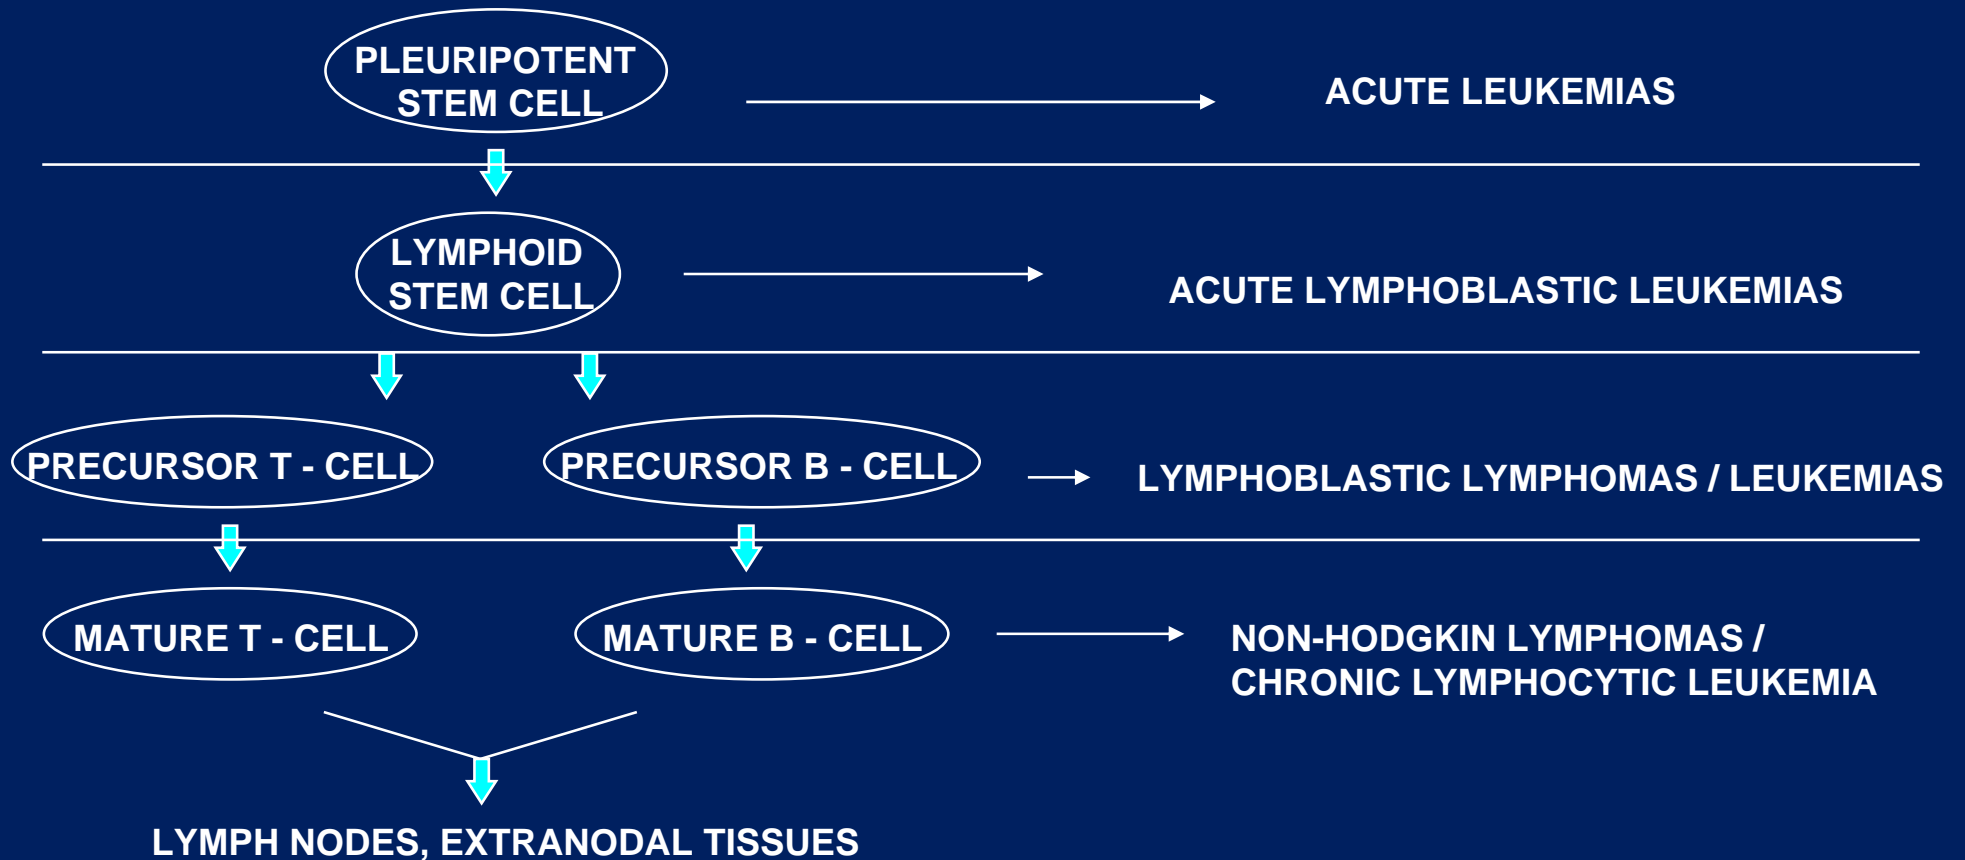 PLEURIPOTENT
STEM CELL
ACUTE LEUKEMIAS
LYMPHOID
STEM CELL
ACUTE LYMPHOBLASTIC LEUKEMIAS
PRECURSOR T - CELL
PRECURSOR B - CELL
LYMPHOBLASTIC LYMPHOMAS / LEUKEMIAS
MATURE T - CELL
MATURE B - CELL
NON-HODGKIN LYMPHOMAS /
CHRONIC LYMPHOCYTIC LEUKEMIA
LYMPH NODES, EXTRANODAL TISSUES